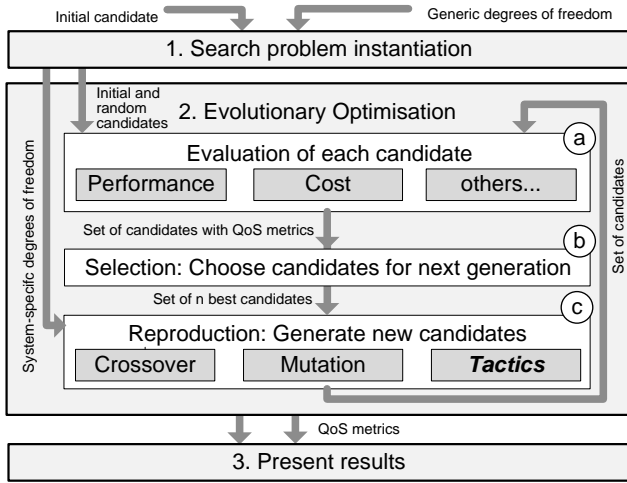 Initial candidate
Generic degrees of freedom
1. Search problem instantiation
Initial and
random
candidates
2. Evolutionary Optimisation
a
Evaluation of each candidate
Performance
Cost
others...
Set of candidates with QoS metrics
b
Selection: Choose candidates for next generation
Set of n best candidates
c
Reproduction: Generate new candidates
Crossover
Mutation
Tactics
System-specifc degrees of freedom
Set of candidates
QoS metrics
3. Present results